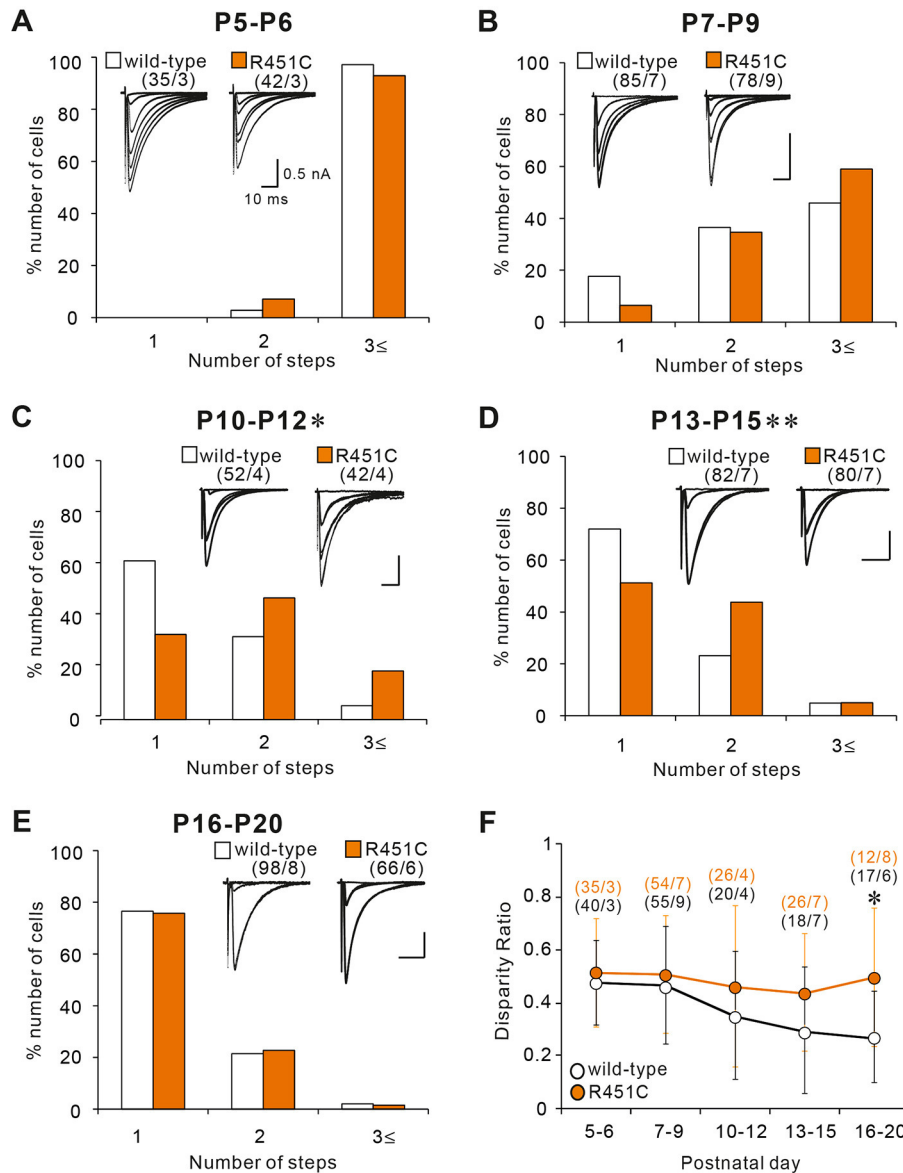 A
P5-P6
wild-type
(35/3)
R451C
(42/3)
0.5 nA
10 ms
100
80
60
40
20
0
% number of cells
1 2 3≤
Number of steps
B
P7-P9
wild-type
(85/7)
R451C
(78/9)
100
80
60
40
20
0
% number of cells
1 2 3≤
Number of steps
C
P10-P12*
wild-type
(52/4)
R451C
(42/4)
100
80
60
40
20
0
% number of cells
1 2 3≤
Number of steps
D
P13-P15**
wild-type
(82/7)
R451C
(80/7)
100
80
60
40
20
0
% number of cells
1 2 3≤
Number of steps
E
P16-P20
wild-type
(98/8)
R451C
(66/6)
100
80
60
40
20
0
% number of cells
1 2 3≤
Number of steps
F
1
0.8
0.6
0.4
0.2
0
Disparity Ratio
(35/3)
(40/3)
(54/7)
(55/9)
(26/4)
(20/4)
(26/7)
(18/7)
(12/8)
(17/6)
*
wild-type
R451C
5-6 7-9 10-12 13-15 16-20
Postnatal day